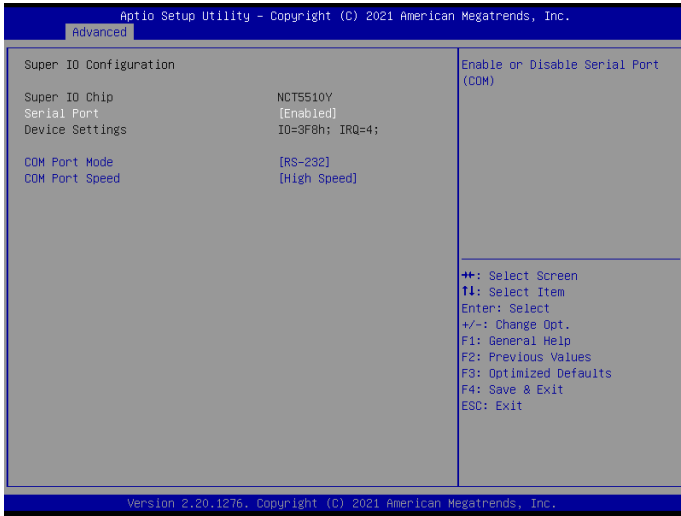 Aptio Setup Utility – Copyright (C) 2021 American Megatrends, Inc.
Advanced
Super IO Configuration
Super IO Chip NCT5510Y
Serial Port [Enabled]
Device Settings IO=3F8h; IRQ=4;
COM Port Mode [RS-232]
COM Port Speed [High Speed]
Enable or Disable Serial Port
(COM)
→←: Select Screen
↑↓: Select Item
Enter: Select
+/-: Change Opt.
F1: General Help
F2: Previous Values
F3: Optimized Defaults
F4: Save & Exit
ESC: Exit
Version 2.20.1276. Copyright (C) 2021 American Megatrends, Inc.